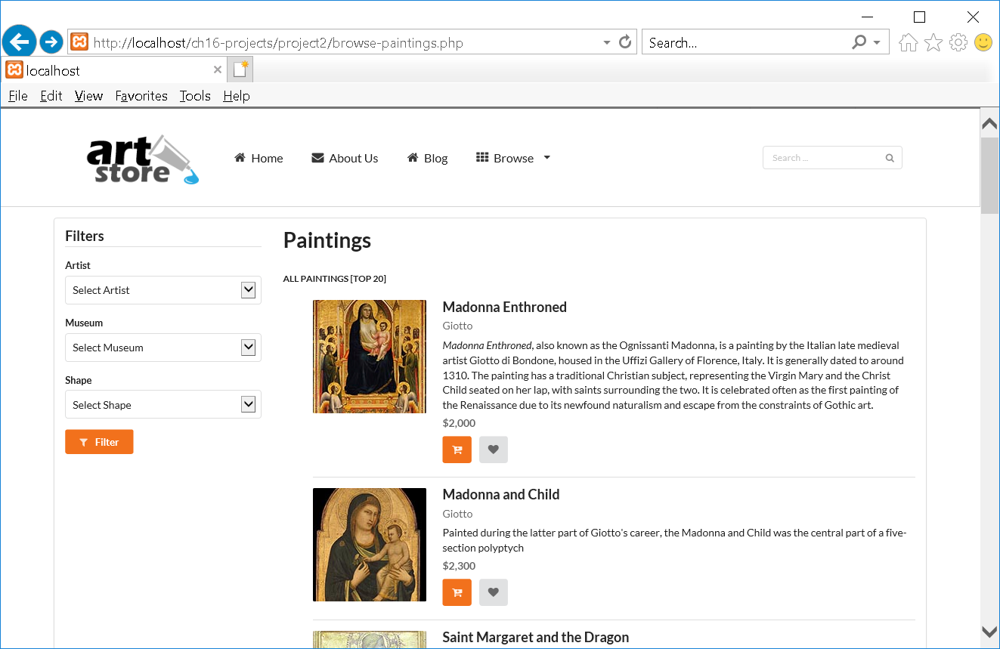 http://localhost/ch16-projects/project2/browse-paintings.php
Search...
localhost
File Edit View Favorites Tools Help
art
store
Home About Us Blog Browse
Search ...
Filters
Artist
Select Artist
Museum
Select Museum
Shape
Select Shape
Filter
Paintings
ALL PAINTINGS [TOP 20]
Madonna Enthroned
Giotto
Madonna Enthroned, also known as the Ognissanti Madonna, is a painting by the Italian late medieval
artist Giotto di Bondone, housed in the Uffizi Gallery of Florence, Italy. It is generally dated to around
1310. The painting has a traditional Christian subject, representing the Virgin Mary and the Christ
Child seated on her lap, with saints surrounding the two. It is celebrated often as the first painting of
the Renaissance due to its newfound naturalism and escape from the constraints of Gothic art.
$2,000
Madonna and Child
Giotto
Painted during the latter part of Giotto's career, the Madonna and Child was the central part of a five-
section polyptych
$2,300
Saint Margaret and the Dragon